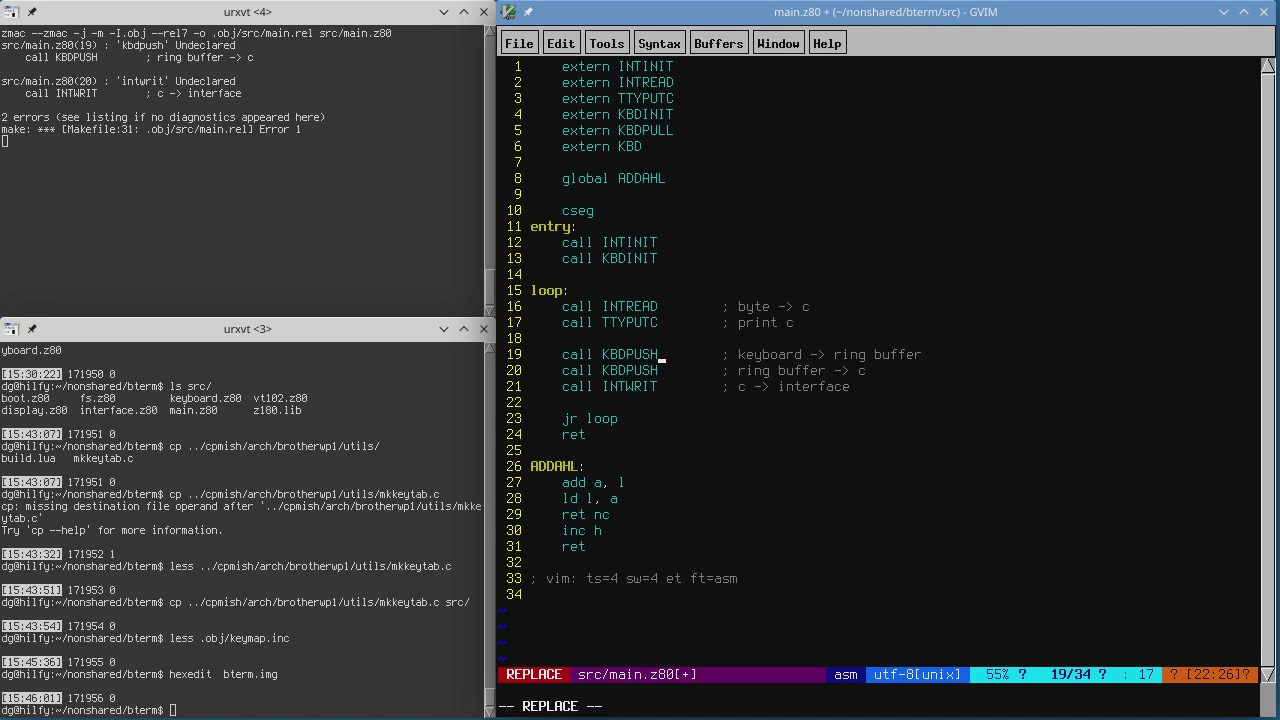 urxvt <4>
zmac --zmac -j -m -I.obj --rel7 -o .obj/src/main.rel src/main.z80
src/main.z80(19) : 'kbdpush' Undeclared
call KBDPUSH ; ring buffer -> c
src/main.z80(20) : 'intwrit' Undeclared
call INTWRIT ; c -> interface
2 errors (see listing if no diagnostics appeared here)
make: *** [Makefile:31: .obj/src/main.rel] Error 1
urxvt <3>
yboard.z80
[15:30:22] 171950 0
dg@hilfy:~/nonshared/bterm$ ls src/
boot.z80 fs.z80 keyboard.z80 vt102.z80
display.z80 interface.z80 main.z80 z180.lib
[15:43:07] 171951 0
dg@hilfy:~/nonshared/bterm$ cp ../cpmish/arch/brotherwp1/utils/
build.lua mkkeytab.c
[15:43:07] 171951 0
dg@hilfy:~/nonshared/bterm$ cp ../cpmish/arch/brotherwp1/utils/mkkeytab.c
cp: missing destination file operand after '../cpmish/arch/brotherwp1/utils/mkke
ytab.c'
Try 'cp --help' for more information.
[15:43:32] 171952 1
dg@hilfy:~/nonshared/bterm$ less ../cpmish/arch/brotherwp1/utils/mkkeytab.c
[15:43:51] 171953 0
dg@hilfy:~/nonshared/bterm$ cp ../cpmish/arch/brotherwp1/utils/mkkeytab.c src/
[15:43:54] 171954 0
dg@hilfy:~/nonshared/bterm$ less .obj/keymap.inc
[15:45:36] 171955 0
dg@hilfy:~/nonshared/bterm$ hexedit bterm.img
[15:46:01] 171956 0
dg@hilfy:~/nonshared/bterm$
main.z80 + (~/nonshared/bterm/src) - GVIM
File Edit Tools Syntax Buffers Window Help
1 extern INTINIT
2 extern INTREAD
3 extern TTYPUTC
4 extern KBDINIT
5 extern KBDPULL
6 extern KBD
7
8 global ADDAHL
9
10 cseg
11 entry:
12 call INTINIT
13 call KBDINIT
14
15 loop:
16 call INTREAD ; byte -> c
17 call TTYPUTC ; print c
18
19 call KBDPUSH ; keyboard -> ring buffer
20 call KBDPUSH ; ring buffer -> c
21 call INTWRIT ; c -> interface
22
23 jr loop
24 ret
25
26 ADDAHL:
27 add a, l
28 ld l, a
29 ret nc
30 inc h
31 ret
32
33 ; vim: ts=4 sw=4 et ft=asm
34
~
~
~
~
REPLACE src/main.z80[+] asm utf-8[unix] 55% ? 19/34 ? : 17 ? [22:26]?
-- REPLACE --